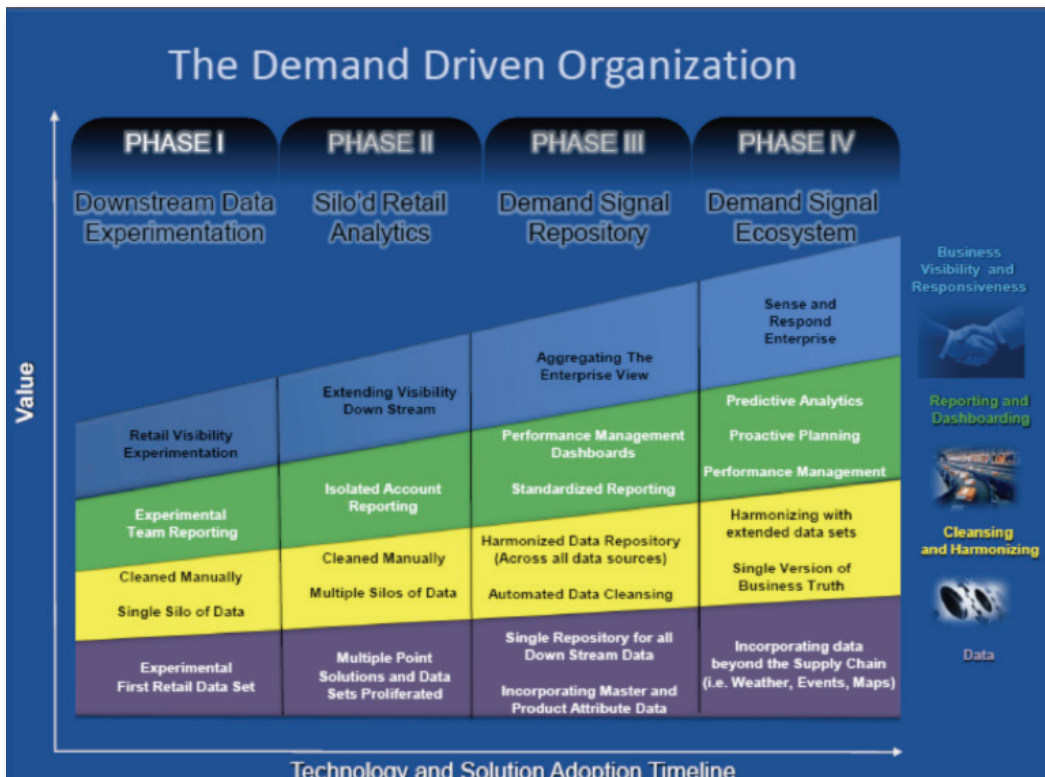 The Demand Driven Organization
PHASE I
PHASE II
PHASE III
PHASE IV
Downstream Data
Experimentation
Silo'd Retail
Analytics
Demand Signal
Repository
Demand Signal
Ecosystem
Business
Visibility and
Responsiveness
Retail Visibility
Experimentation
Extending Visibility
Down Stream
Aggregating The
Enterprise View
Sense and
Respond
Enterprise
Reporting and
Dashboarding
Experimental
Team Reporting
Isolated Account
Reporting
Performance Management
Dashboards
Standardized Reporting
Predictive Analytics
Proactive Planning
Performance Management
Cleansing
and Harmonizing
Cleaned Manually
Single Silo of Data
Cleaned Manually
Multiple Silos of Data
Harmonized Data Repository
(Across all data sources)
Automated Data Cleansing
Harmonizing with
extended data sets
Single Version of
Business Truth
Data
Experimental
First Retail Data Set
Multiple Point
Solutions and Data
Sets Proliferated
Single Repository for all
Down Stream Data
Incorporating Master and
Product Attribute Data
Incorporating data
beyond the Supply Chain
(i.e. Weather, Events, Maps)
Value
Technology and Solution Adoption Timeline